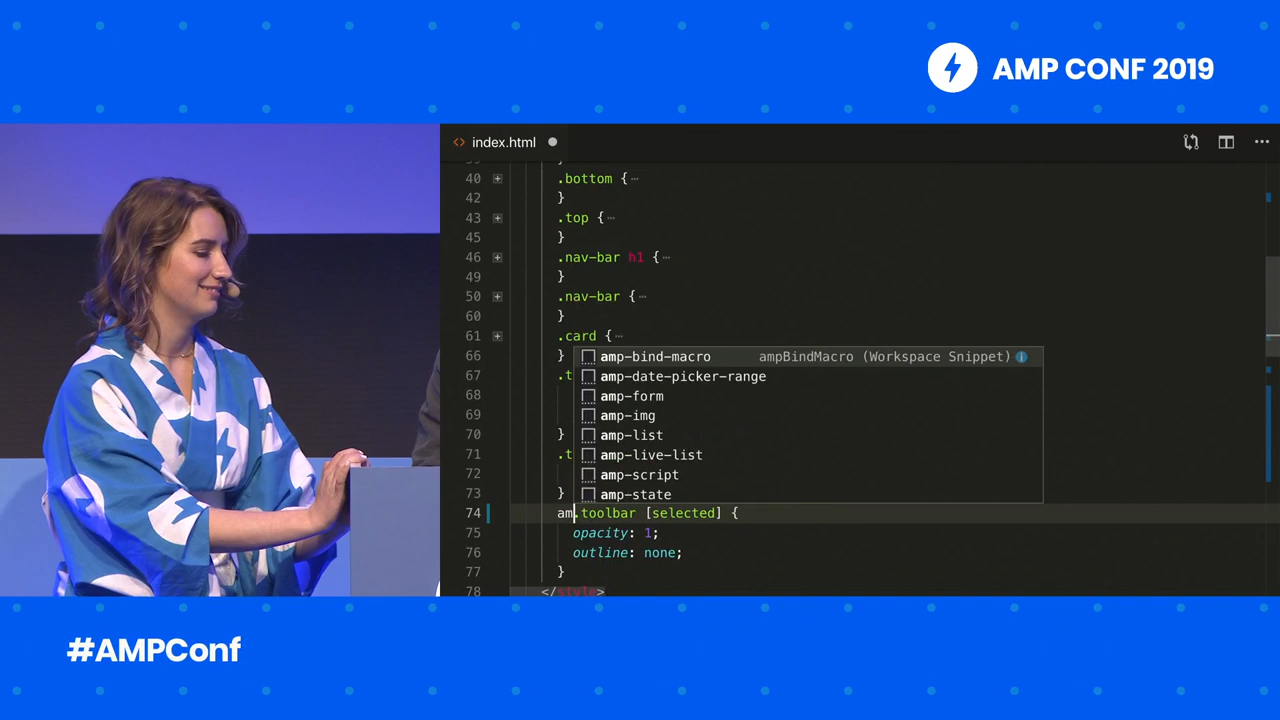 AMP CONF 2019
index.html
39 }
40 .bottom {
42 }
43 .top {
45 }
46 .nav-bar h1 {
49 }
50 .nav-bar {
60 }
61 .card {
66 }
67 .t
68
69
70 }
71 .t
72
73 }
amp-bind-macro ampBindMacro (Workspace Snippet)
amp-date-picker-range
amp-form
amp-img
amp-list
amp-live-list
amp-script
amp-state
74 am.toolbar [selected] {
75 opacity: 1;
76 outline: none;
77 }
78 </style>
#AMPConf